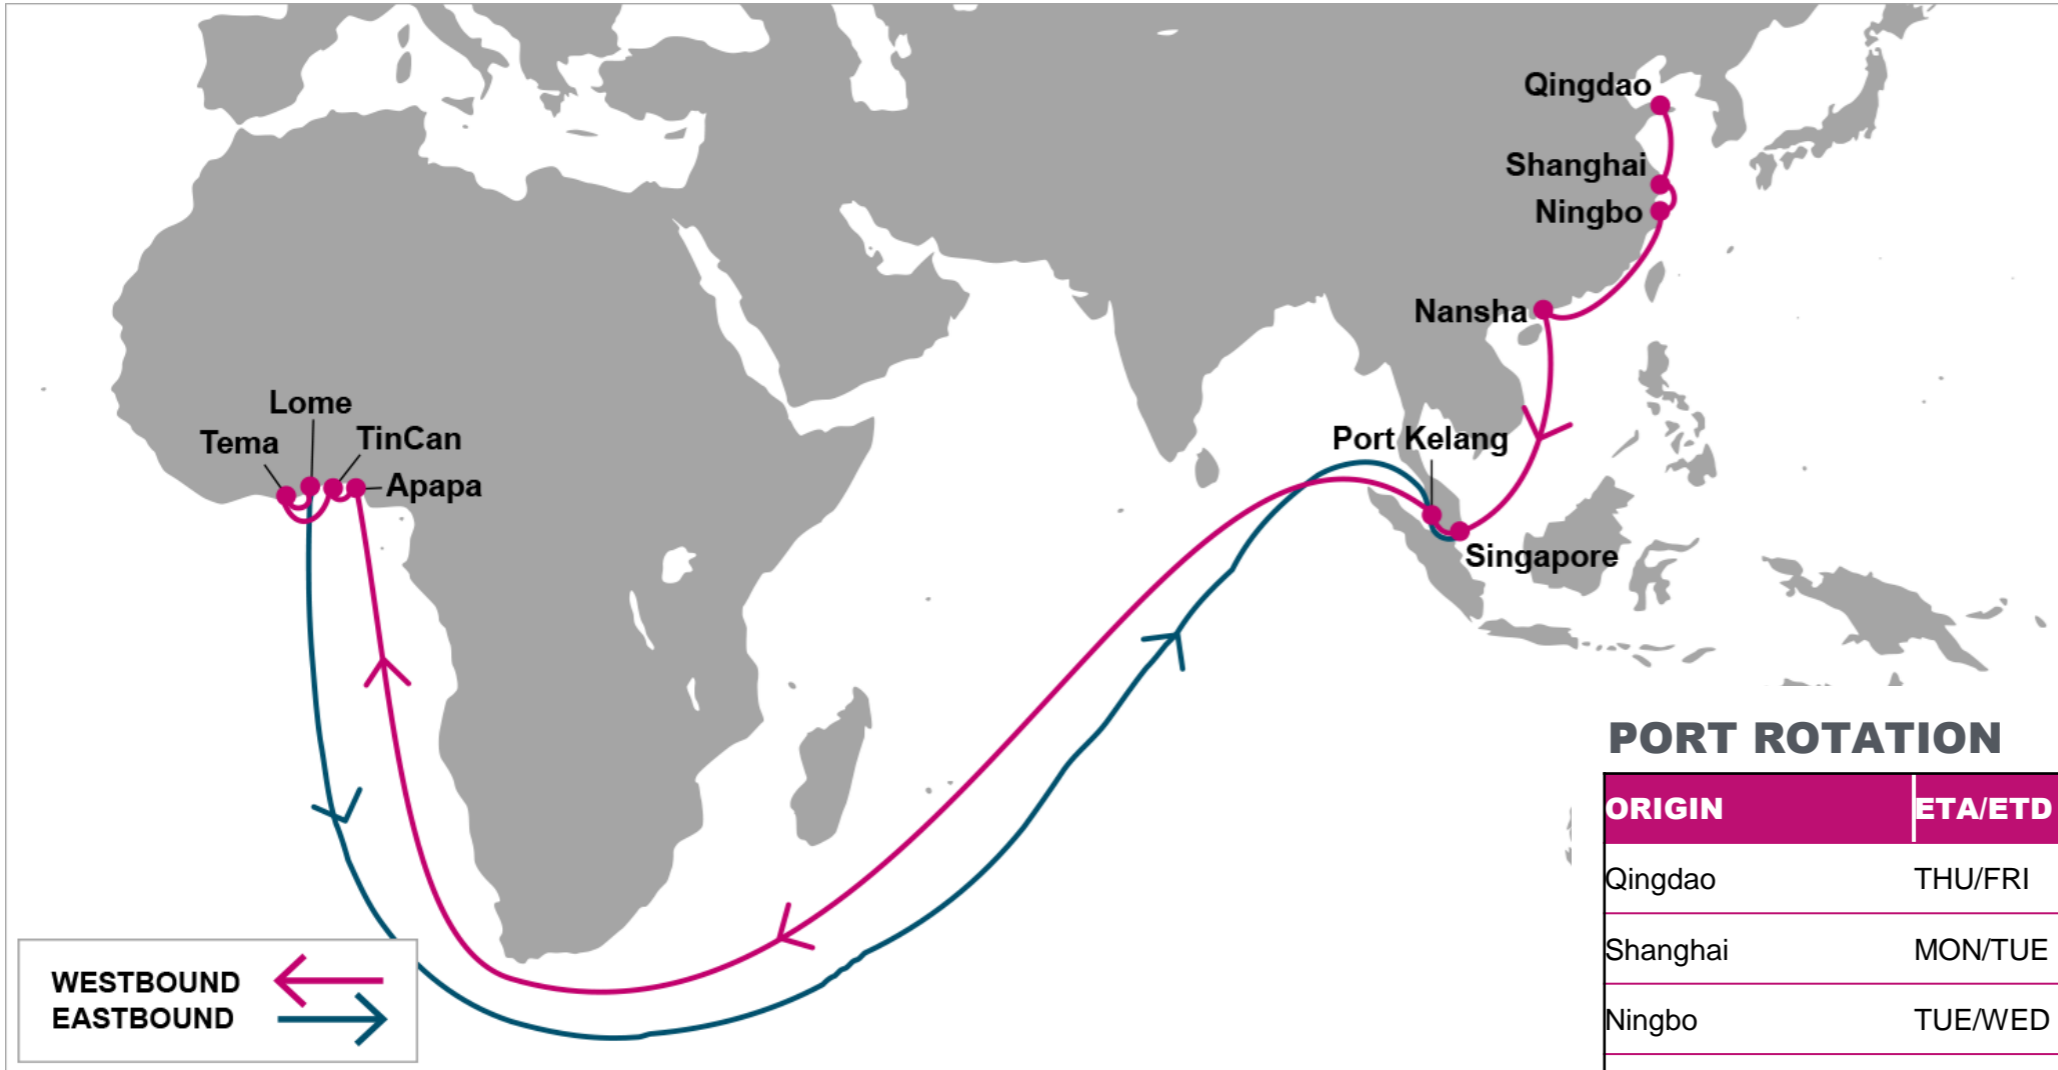 Qingdao
Shanghai
Ningbo
Nansha
Lome
Tema
TinCan
Apapa
Port Kelang
Singapore
PORT ROTATION
ORIGIN ETA/ETD
Qingdao THU/FRI
Shanghai MON/TUE
Ningbo TUE/WED
WESTBOUND
EASTBOUND